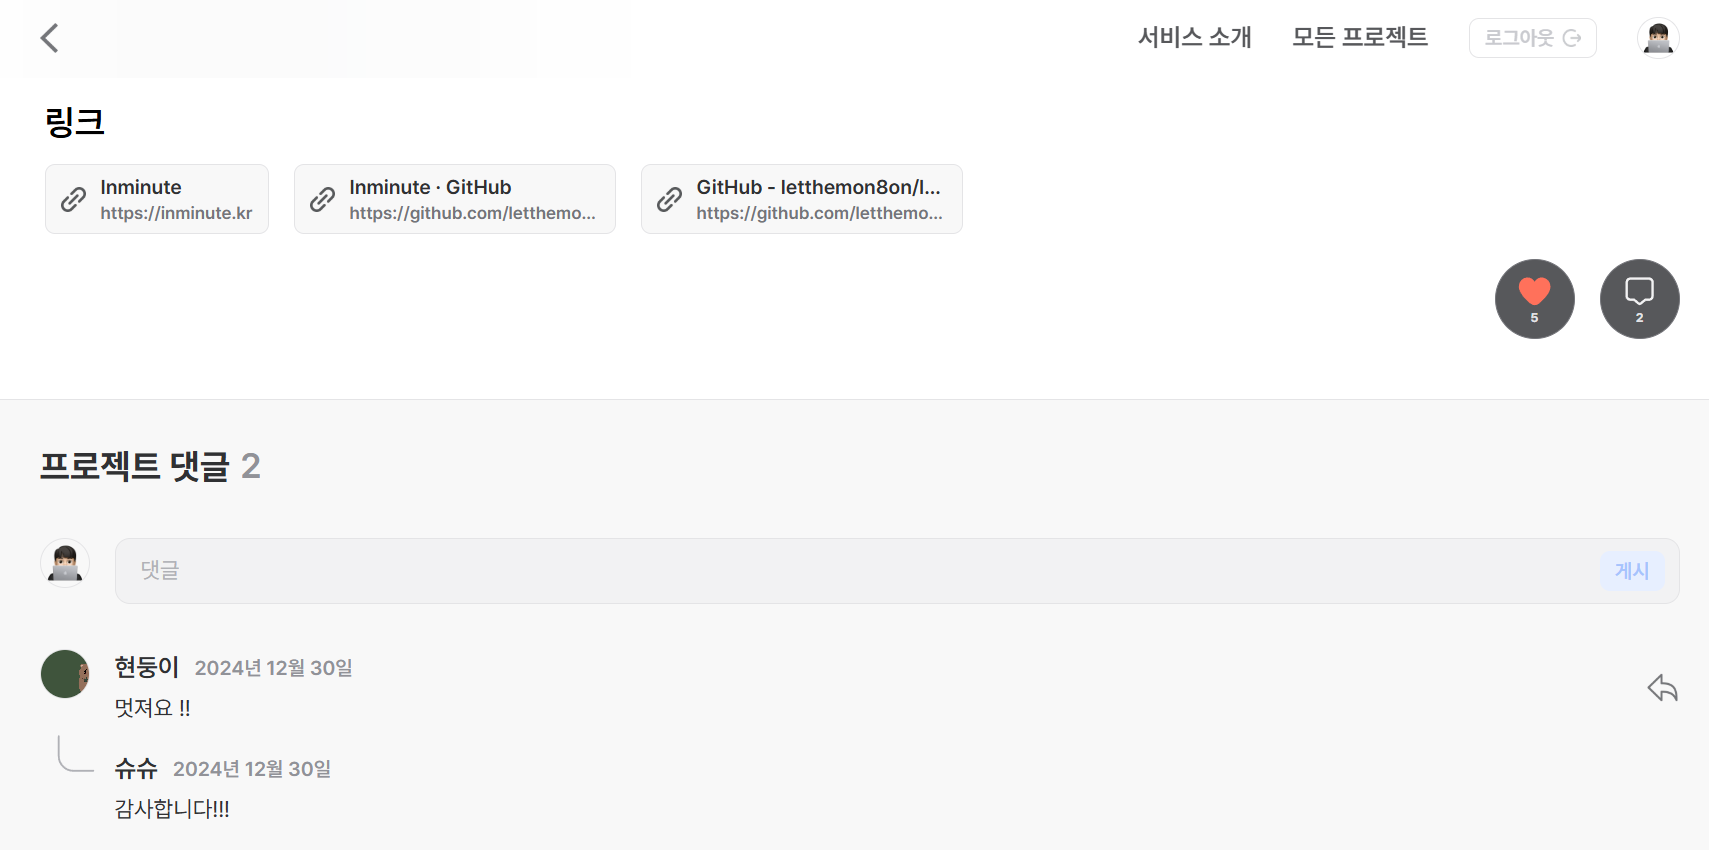 서비스 소개 모든 프로젝트 로그아웃
링크
Inminute
https://inminute.kr
Inminute · GitHub
https://github.com/letthemo...
GitHub - letthemon8on/I...
https://github.com/letthemo...
5
2
프로젝트 댓글 2
댓글
게시
현둥이 2024년 12월 30일
멋져요 !!
슈슈 2024년 12월 30일
감사합니다!!!